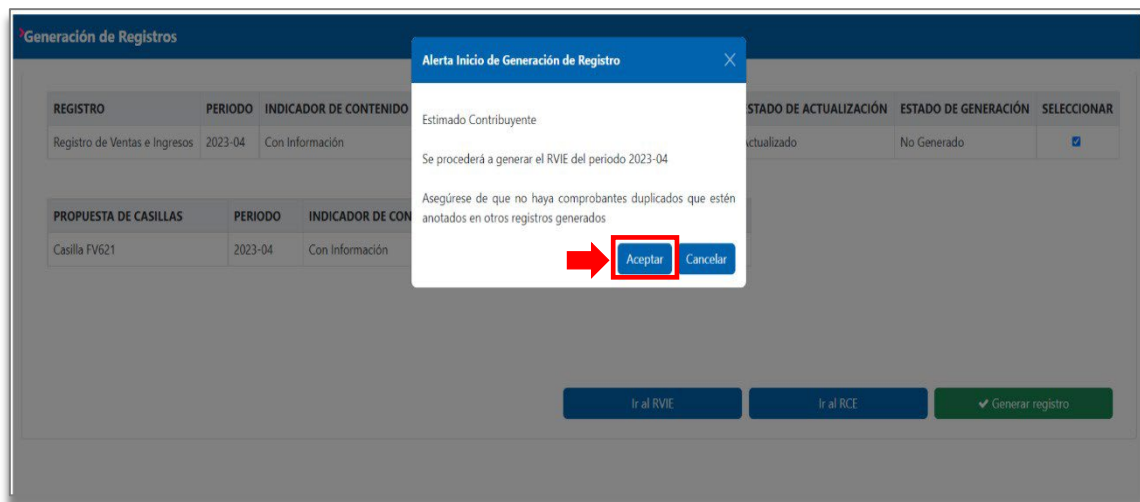 Generación de Registros
Alerta Inicio de Generación de Registro
REGISTRO PERIODO INDICADOR DE CONTENIDO STADO DE ACTUALIZACIÓN ESTADO DE GENERACIÓN SELECCIONAR
Estimado Contribuyente
Registro de Ventas e Ingresos 2023-04 Con Información ctualizado No Generado
Se procederá a generar el RVIE del periodo 2023-04
Asegúrese de que no haya comprobantes duplicados que estén
anotados en otros registros generados
PROPUESTA DE CASILLAS PERIODO INDICADOR DE CON
Casilla FV621 2023-04 Con Información
Aceptar Cancelar
Ir al RVIE Ir al RCE Generar registro